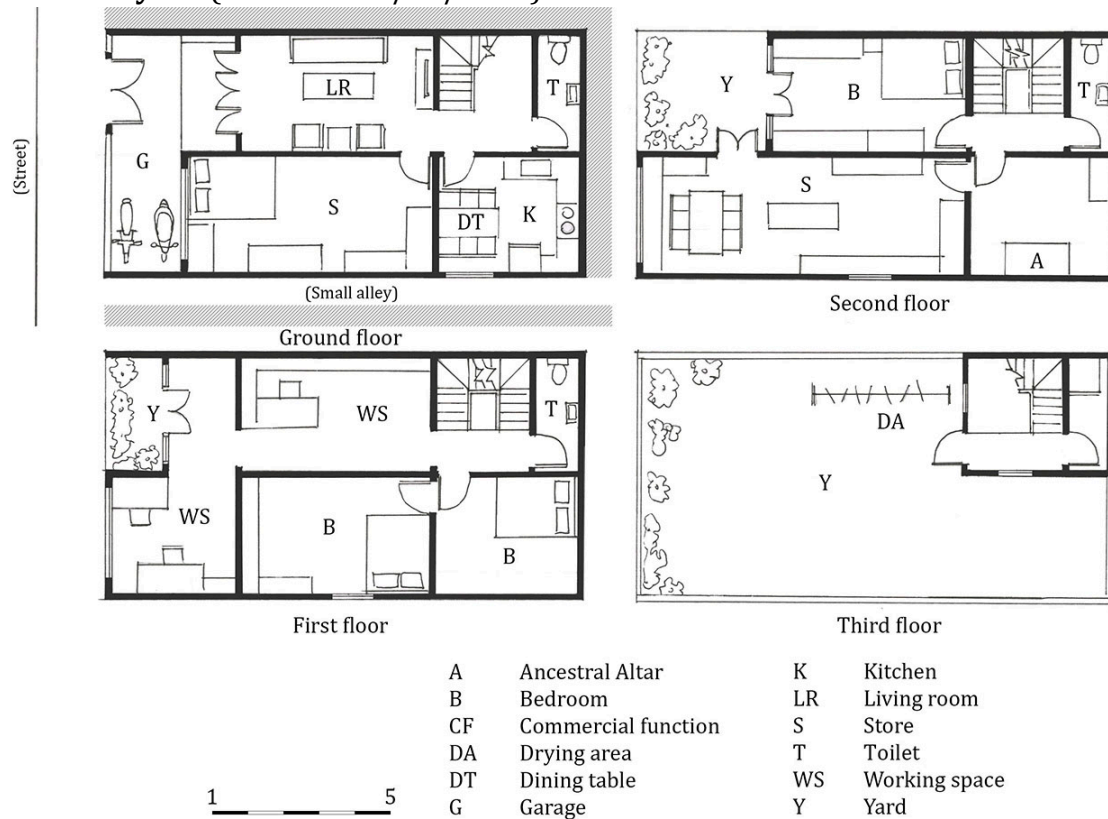 (Street)
LR
T
G
S
DT
K
(Small alley)
Ground floor
Y
B
T
S
A
Second floor
Y
WS
T
WS
B
B
First floor
DA
Y
Third floor
A Ancestral Altar
B Bedroom
CF Commercial function
DA Drying area
DT Dining table
G Garage
K Kitchen
LR Living room
S Store
T Toilet
WS Working space
Y Yard
1 5